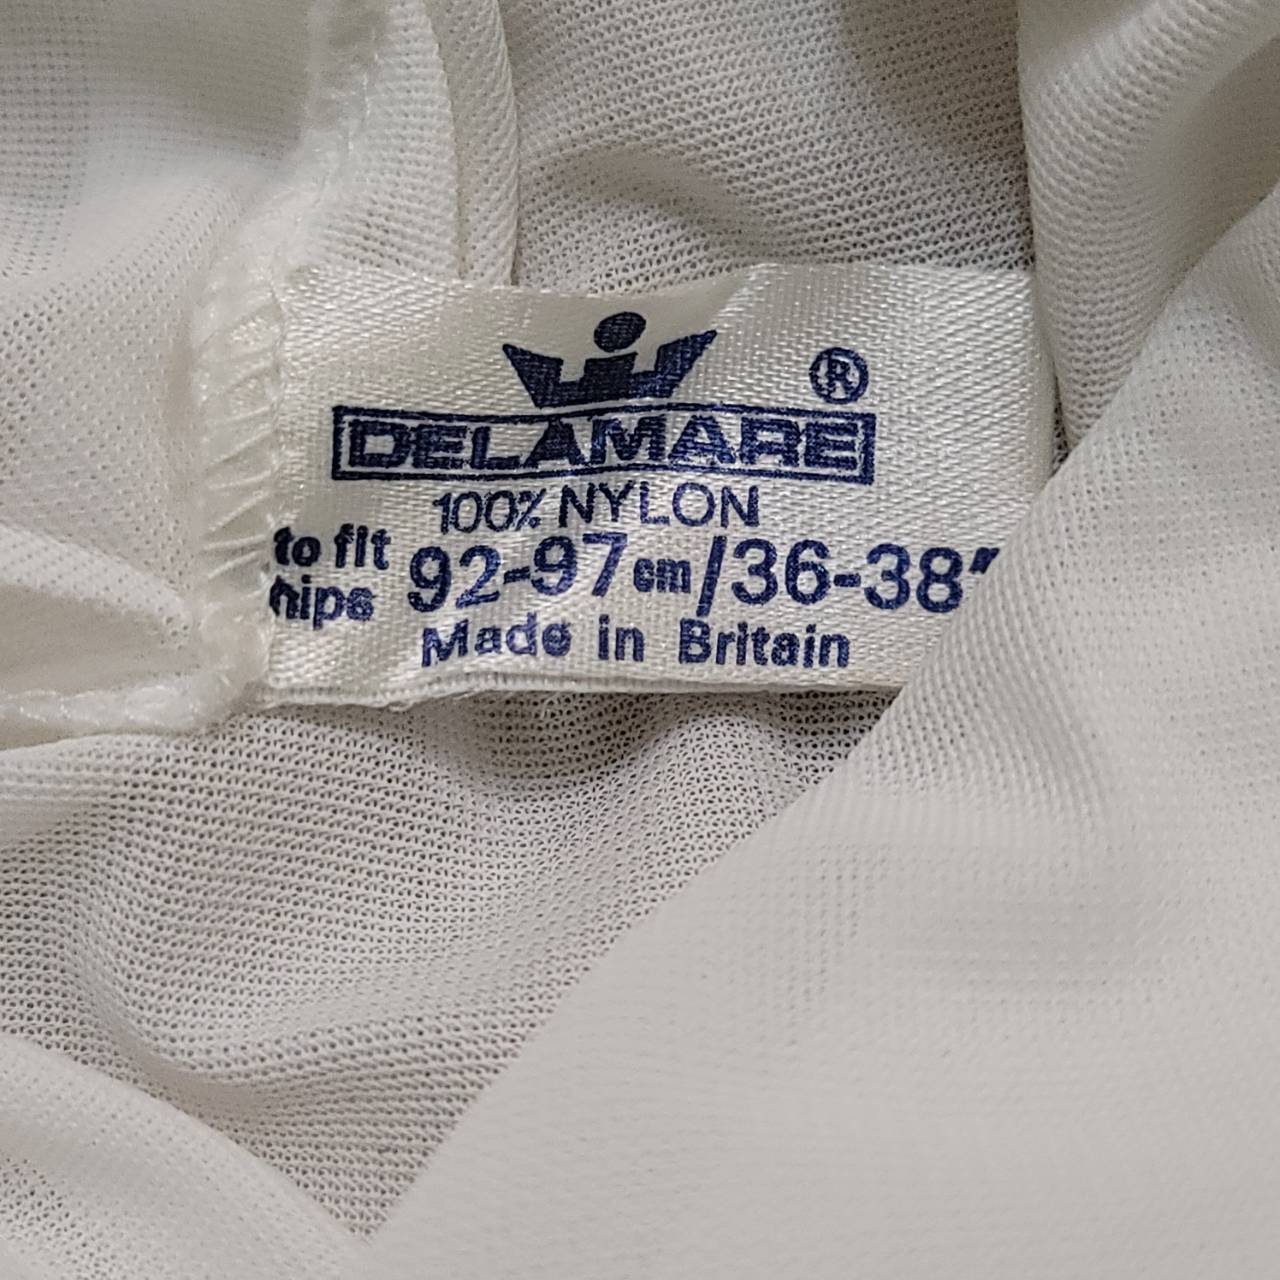 ®
DELAMARE
100% NYLON
to fit hips 92-97cm/36-38"
Made in Britain